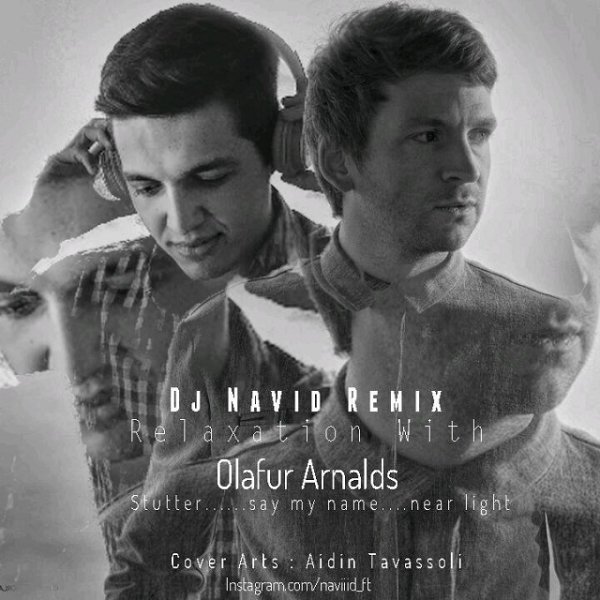 Dj Navid Remix
Relaxation With
Olafur Arnalds
Stutter......say my name....near light
Cover Arts : Aidin Tavassoli
Instagram.com/naviiid_ft